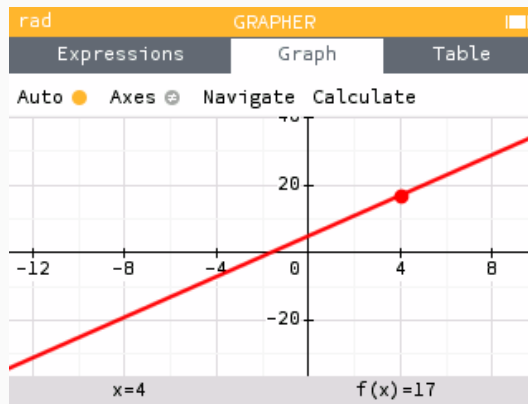 rad GRAPHER
Expressions Graph Table
Auto Axes Navigate Calculate
40
20
-12 -8 -4 0 4 8
-20
x=4 f(x)=17